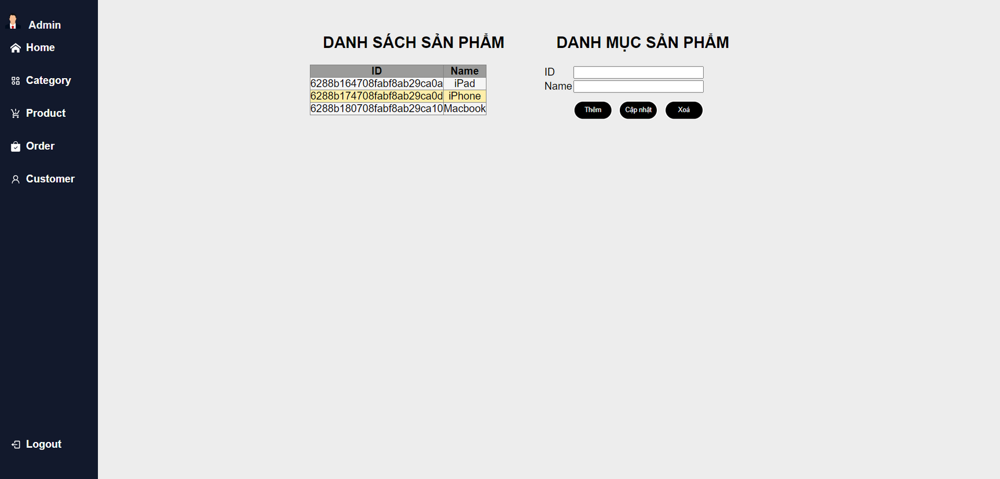 Admin
Home
Category
Product
Order
Customer
Logout
DANH SÁCH SẢN PHẨM
ID Name
6288b164708fabf8ab29ca0a iPad
6288b174708fabf8ab29ca0d iPhone
6288b180708fabf8ab29ca10 Macbook
DANH MỤC SẢN PHẨM
ID
Name
Thêm Cập nhật Xoá